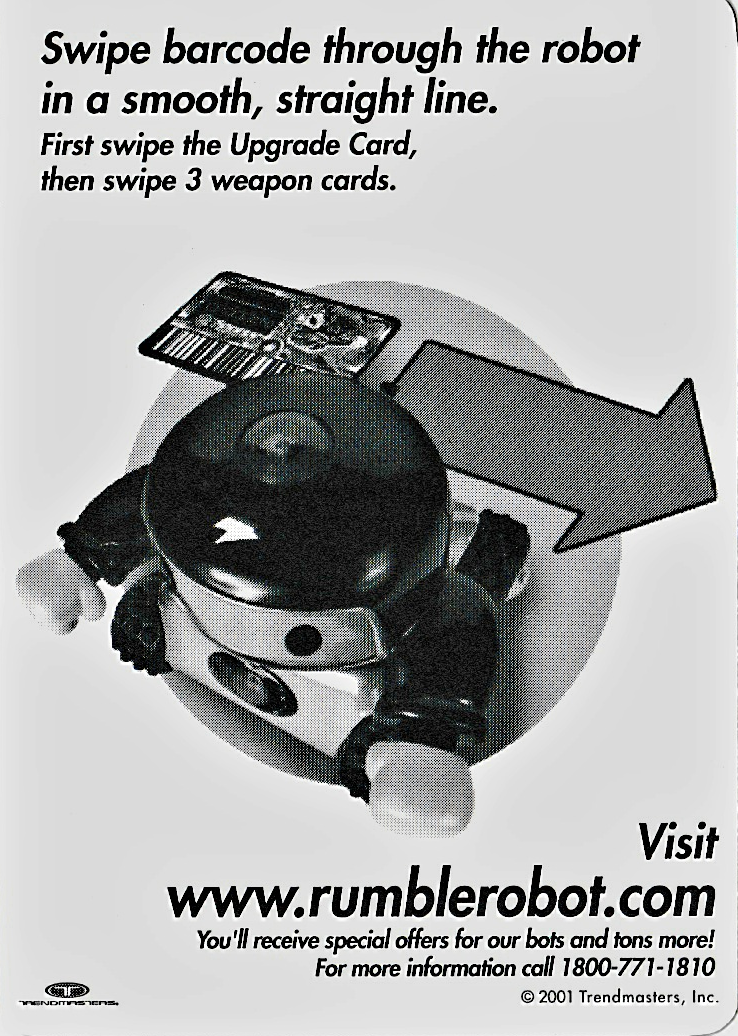 Swipe barcode through the robot
in a smooth, straight line.
First swipe the Upgrade Card,
then swipe 3 weapon cards.
Visit
www.rumblerobot.com
You'll receive special offers for our bots and tons more!
For more information call 1800-771-1810
© 2001 Trendmasters, Inc.
TRENDMASTERS.